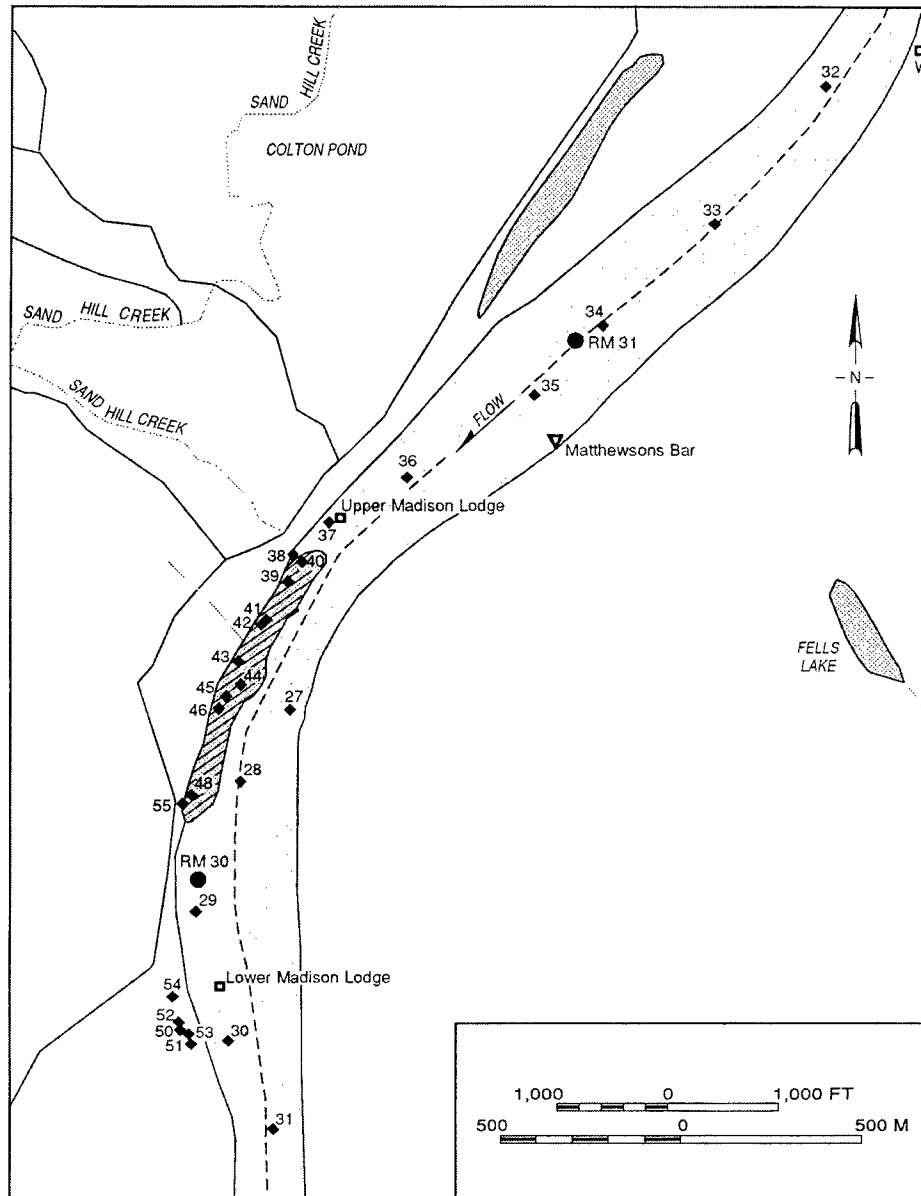 32
W
SAND
HILL CREEK
COLTON POND
33
SAND HILL CREEK
34
RM 31
N
SAND HILL CREEK
35
FLOW
Matthewsons Bar
36
Upper Madison Lodge
37
38
40
39
41
42
FELLS
LAKE
43
44
45
46
27
28
48
55
RM 30
29
Lower Madison Lodge
54
52
50
53
30
51
1,000 0 1,000 FT
500 0 500 M
31